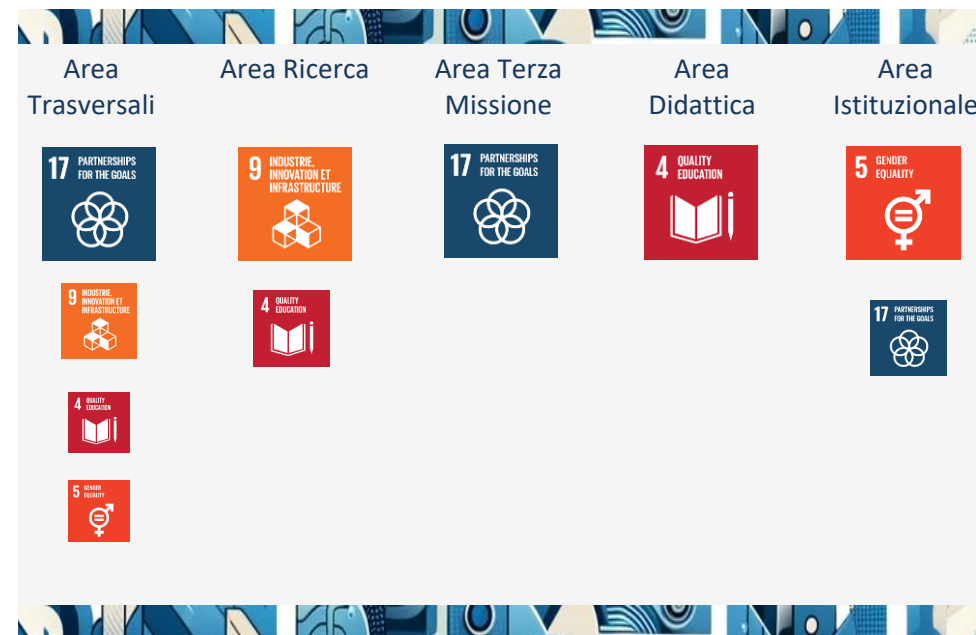 Area
Trasversali
Area Ricerca
Area Terza
Missione
Area
Didattica
Area
Istituzionale
17 PARTNERSHIPS
FOR THE GOALS
9 INDUSTRIE,
INNOVATION ET
INFRASTRUCTURE
17 PARTNERSHIPS
FOR THE GOALS
4 QUALITY
EDUCATION
5 GENDER
EQUALITY
9 INDUSTRIE,
INNOVATION ET
INFRASTRUCTURE
4 QUALITY
EDUCATION
17 PARTNERSHIPS
FOR THE GOALS
4 QUALITY
EDUCATION
5 GENDER
EQUALITY